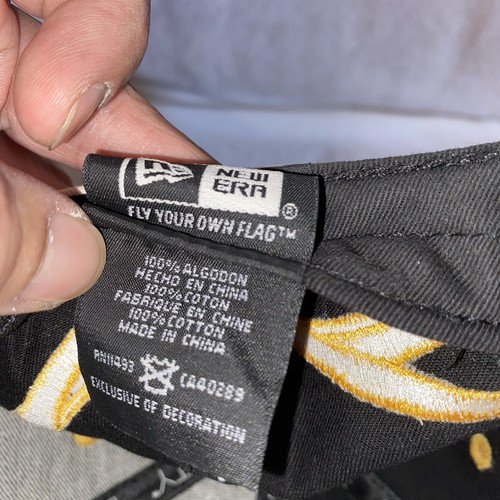 NEW
ERA
®
FLY YOUR OWN FLAG™
100% ALGODON
HECHO EN CHINA
100% COTON
FABRIQUE EN CHINE
100% COTTON
MADE IN CHINA
RN11493 CA40289
EXCLUSIVE OF DECORATION